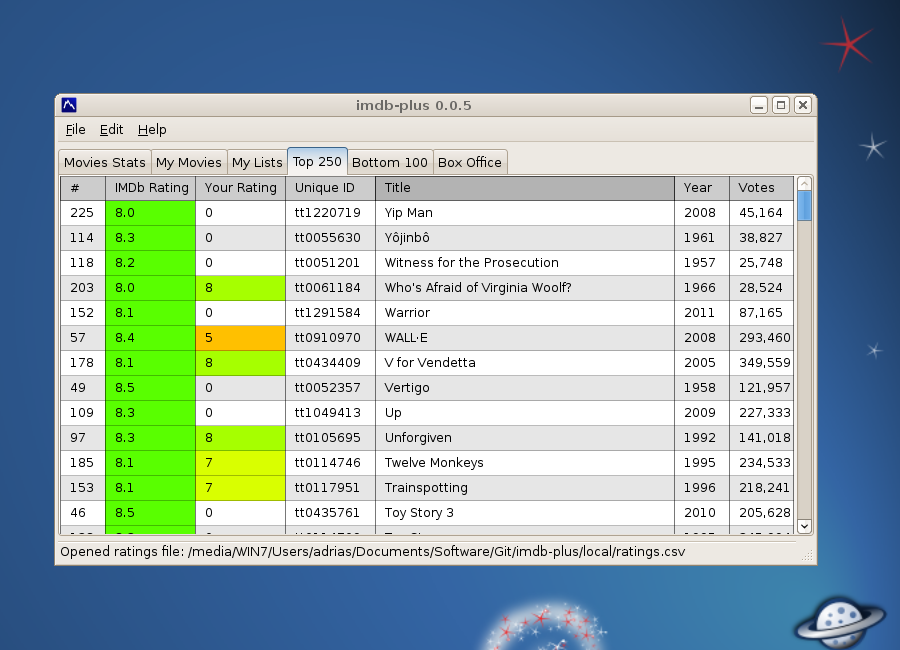 imdb-plus 0.0.5
File Edit Help
Movies Stats My Movies My Lists Top 250 Bottom 100 Box Office
# IMDb Rating Your Rating Unique ID Title Year Votes
225 8.0 0 tt1220719 Yip Man 2008 45,164
114 8.3 0 tt0055630 Yôjinbô 1961 38,827
118 8.2 0 tt0051201 Witness for the Prosecution 1957 25,748
203 8.0 8 tt0061184 Who's Afraid of Virginia Woolf? 1966 28,524
152 8.1 0 tt1291584 Warrior 2011 87,165
57 8.4 5 tt0910970 WALL·E 2008 293,460
178 8.1 8 tt0434409 V for Vendetta 2005 349,559
49 8.5 0 tt0052357 Vertigo 1958 121,957
109 8.3 0 tt1049413 Up 2009 227,333
97 8.3 8 tt0105695 Unforgiven 1992 141,018
185 8.1 7 tt0114746 Twelve Monkeys 1995 234,533
153 8.1 7 tt0117951 Trainspotting 1996 218,241
46 8.5 0 tt0435761 Toy Story 3 2010 205,628
Opened ratings file: /media/WIN7/Users/adrias/Documents/Software/Git/imdb-plus/local/ratings.csv